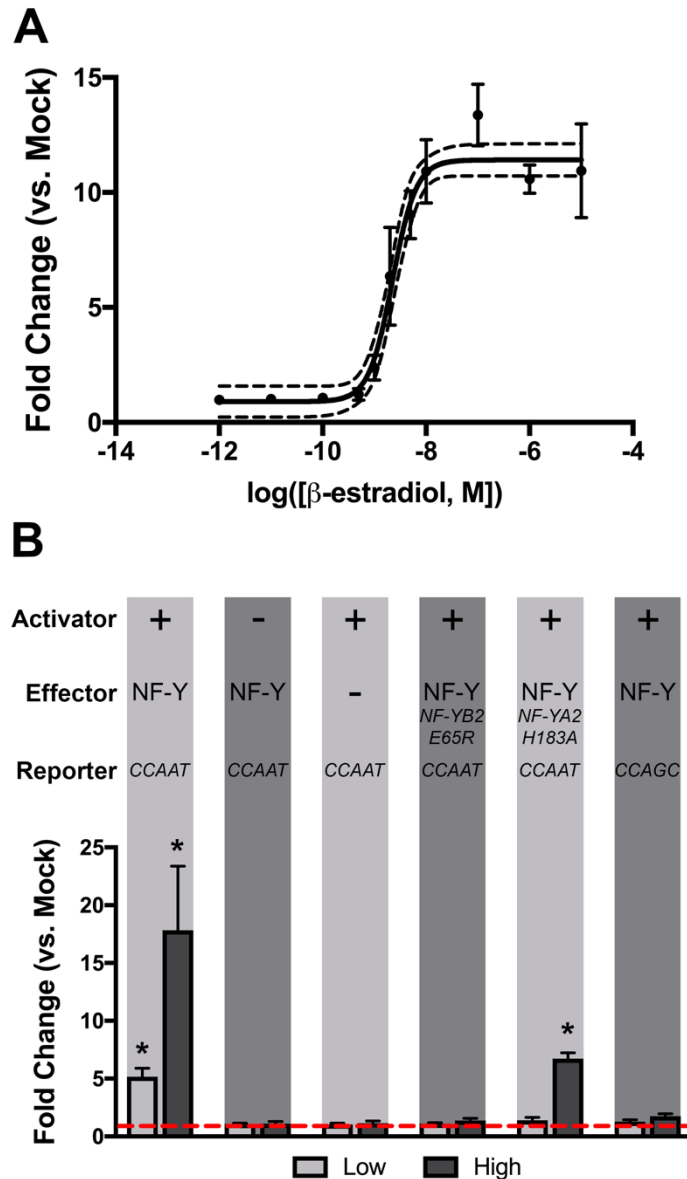 A
Fold Change (vs. Mock)
15
10
5
0
-14 -12 -10 -8 -6 -4
log([β-estradiol, M])
B
Activator + - + + + +
Effector NF-Y NF-Y - NF-Y NF-Y NF-Y
NF-YB2 NF-YA2
E65R H183A
Reporter CCAAT CCAAT CCAAT CCAAT CCAAT CCAGC
Fold Change (vs. Mock)
25
20
15
10
5
0
* * *
Low High